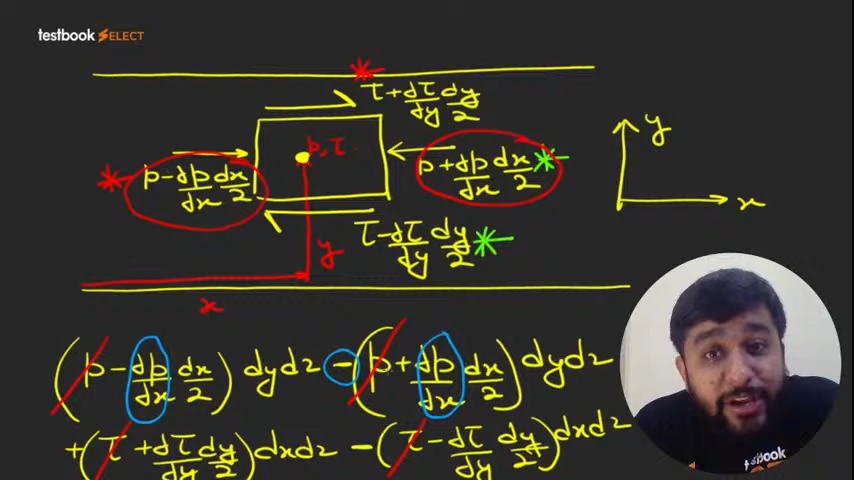 testbook SELECT
τ + dτ/dy dy/2
y
p, τ
p - dp/dx dx/2
p + dp/dx dx/2
x
τ - dτ/dy dy/2
y
x
(p - dp/dx dx/2) dydz - (p + dp/dx dx/2) dydz
+ (τ + dτ/dy dy/2) dxdz - (τ - dτ/dy dy/2) dxdz
testbook